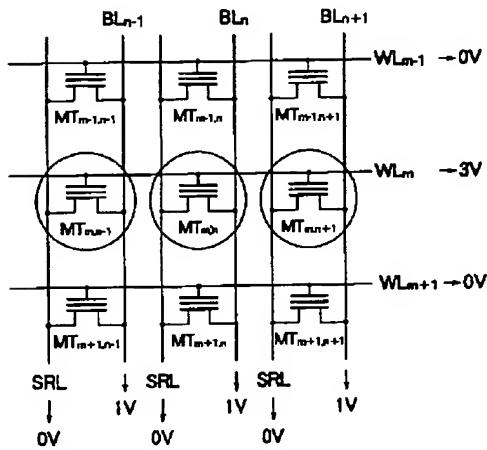 BLn-1 BLn BLn+1
WLm-1 → 0V
MTm-1,n-1 MTm-1,n MTm-1,n+1
WLm → 3V
MTm,n-1 MTm,n MTm,n+1
WLm+1 → 0V
MTm+1,n-1 MTm+1,n MTm+1,n+1
SRL SRL SRL
1V 1V 1V
0V 0V 0V